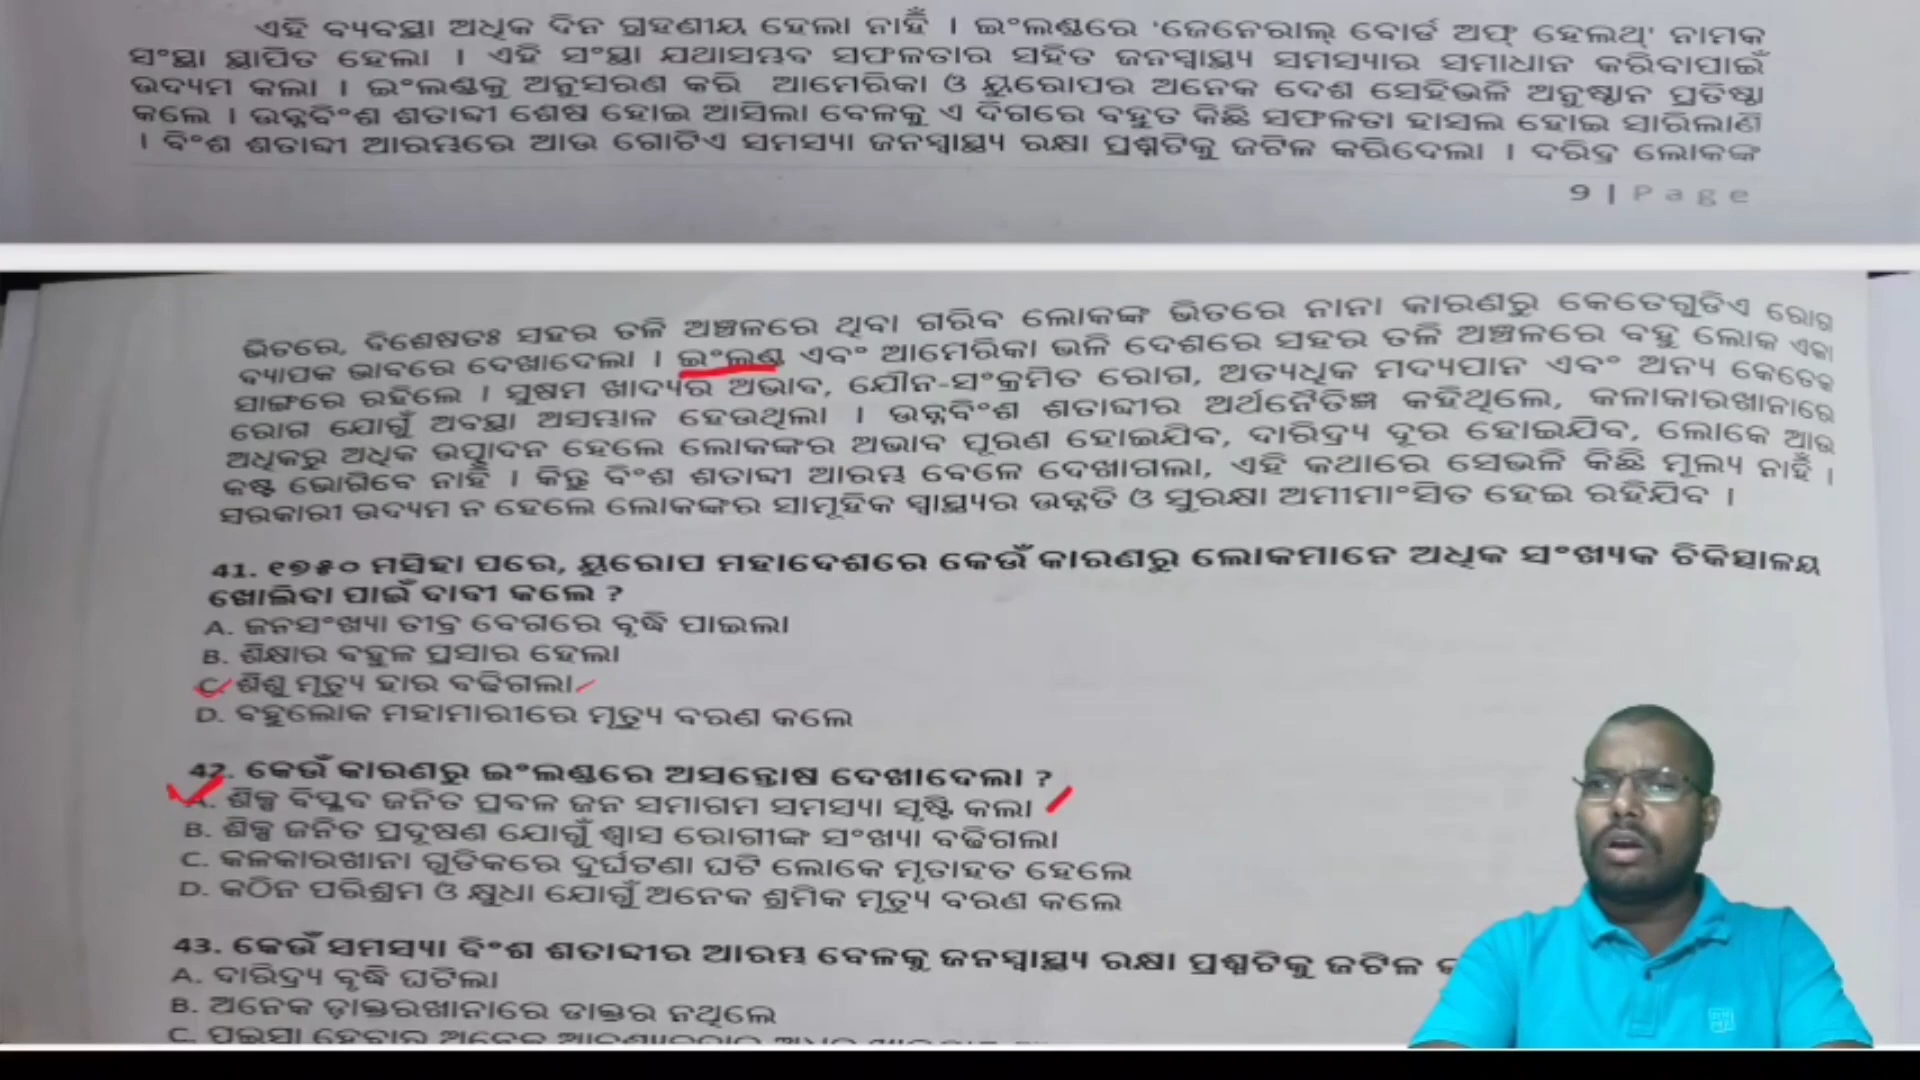 ଏହି ବ୍ୟବସ୍ଥା ଅଧିକ ଦିନ ଗ୍ରହଣୀୟ ହେଲା ନାହିଁ । ଇଂଲଣ୍ଡରେ 'ଜେନେରାଲ୍ ବୋର୍ଡ ଅଫ୍ ହେଲଥ୍' ନାମକ
ସଂସ୍ଥା ସ୍ଥାପିତ ହେଲା । ଏହି ସଂସ୍ଥା ଯଥାସମ୍ଭବ ସଫଳତାର ସହିତ ଜନସ୍ୱାସ୍ଥ୍ୟ ସମସ୍ୟାର ସମାଧାନ କରିବାପାଇଁ
ଉଦ୍ୟମ କଲା । ଇଂଲଣ୍ଡକୁ ଅନୁସରଣ କରି ଆମେରିକା ଓ ୟୁରୋପର ଅନେକ ଦେଶ ସେହିଭଳି ଅନୁଷ୍ଠାନ ପ୍ରତିଷ୍ଠା
କଲେ । ଉନ୍ନବିଂଶ ଶତାବ୍ଦୀ ଶେଷ ହୋଇ ଆସିଲା ବେଳକୁ ଏ ଦିଗରେ ବହୁତ କିଛି ସଫଳତା ହାସଲ ହୋଇ ସାରିଲାଣି
। ବିଂଶ ଶତାବ୍ଦୀ ଆରମ୍ଭରେ ଆଉ ଗୋଟିଏ ସମସ୍ୟା ଜନସ୍ୱାସ୍ଥ୍ୟ ରକ୍ଷା ପ୍ରଶ୍ନଟିକୁ ଜଟିଳ କରିଦେଲା । ଦରିଦ୍ର ଲୋକଙ୍କ
9 | Page
ଭିତରେ, ବିଶେଷତଃ ସହର ତଳି ଅଞ୍ଚଳରେ ଥିବା ଗରିବ ଲୋକଙ୍କ ଭିତରେ ନାନା କାରଣରୁ କେତେଗୁଡିଏ ରୋଗ
ବ୍ୟାପକ ଭାବରେ ଦେଖାଦେଲା । ଇଂଲଣ୍ଡ ଏବଂ ଆମେରିକା ଭଳି ଦେଶରେ ସହର ତଳି ଅଞ୍ଚଳରେ ବହୁ ଲୋକ ଏକା
ସାଙ୍ଗରେ ରହିଲେ । ସୁଷମ ଖାଦ୍ୟର ଅଭାବ, ଯୌନ-ସଂକ୍ରମିତ ରୋଗ, ଅତ୍ୟଧିକ ମଦ୍ୟପାନ ଏବଂ ଅନ୍ୟ କେତେକ
ରୋଗ ଯୋଗୁଁ ଅବସ୍ଥା ଅସମ୍ଭାଳ ହେଉଥିଲା । ଉନ୍ନବିଂଶ ଶତାବ୍ଦୀର ଅର୍ଥନୈତିଜ୍ଞ କହିଥିଲେ, କଳାକାରଖାନାରେ
ଅଧିକରୁ ଅଧିକ ଉତ୍ପାଦନ ହେଲେ ଲୋକଙ୍କର ଅଭାବ ପୂରଣ ହୋଇଯିବ, ଦାରିଦ୍ର୍ୟ ଦୂର ହୋଇଯିବ, ଲୋକେ ଆଉ
କଷ୍ଟ ଭୋଗିବେ ନାହିଁ । କିନ୍ତୁ ବିଂଶ ଶତାବ୍ଦୀ ଆରମ୍ଭ ବେଳେ ଦେଖାଗଲା, ଏହି କଥାରେ ସେଭଳି କିଛି ମୂଲ୍ୟ ନାହିଁ ।
ସରକାରୀ ଉଦ୍ୟମ ନ ହେଲେ ଲୋକଙ୍କର ସାମୂହିକ ସ୍ୱାସ୍ଥ୍ୟର ଉନ୍ନତି ଓ ସୁରକ୍ଷା ଅମୀମାଂସିତ ହେଇ ରହିଯିବ ।
41. ୧୭୫୦ ମସିହା ପରେ, ୟୁରୋପ ମହାଦେଶରେ କେଉଁ କାରଣରୁ ଲୋକମାନେ ଅଧିକ ସଂଖ୍ୟକ ଚିକିତ୍ସାଳୟ
ଖୋଲିବା ପାଇଁ ଦାବୀ କଲେ ?
A. ଜନସଂଖ୍ୟା ତୀବ୍ର ବେଗରେ ବୃଦ୍ଧି ପାଇଲା
B. ଶିକ୍ଷାର ବହୁଳ ପ୍ରସାର ହେଲା
C. ଶିଶୁ ମୃତ୍ୟୁ ହାର ବଢିଗଲା
D. ବହୁଲୋକ ମହାମାରୀରେ ମୃତ୍ୟୁ ବରଣ କଲେ
42. କେଉଁ କାରଣରୁ ଇଂଲଣ୍ଡରେ ଅସନ୍ତୋଷ ଦେଖାଦେଲା ?
A. ଶିଳ୍ପ ବିପ୍ଳବ ଜନିତ ପ୍ରବଳ ଜନ ସମାଗମ ସମସ୍ୟା ସୃଷ୍ଟି କଲା
B. ଶିଳ୍ପ ଜନିତ ପ୍ରଦୂଷଣ ଯୋଗୁଁ ଶ୍ୱାସ ରୋଗୀଙ୍କ ସଂଖ୍ୟା ବଢିଗଲା
C. କଳକାରଖାନା ଗୁଡିକରେ ଦୁର୍ଘଟଣା ଘଟି ଲୋକେ ମୃତାହତ ହେଲେ
D. କଠିନ ପରିଶ୍ରମ ଓ କ୍ଷୁଧା ଯୋଗୁଁ ଅନେକ ଶ୍ରମିକ ମୃତ୍ୟୁ ବରଣ କଲେ
43. କେଉଁ ସମସ୍ୟା ବିଂଶ ଶତାବ୍ଦୀର ଆରମ୍ଭ ବେଳକୁ ଜନସ୍ୱାସ୍ଥ୍ୟ ରକ୍ଷା ପ୍ରଶ୍ନଟିକୁ ଜଟିଳ
A. ଦାରିଦ୍ର୍ୟ ବୃଦ୍ଧି ଘଟିଲା
B. ଅନେକ ଡ଼ାକ୍ତରଖାନାରେ ଡାକ୍ତର ନଥିଲେ
C.